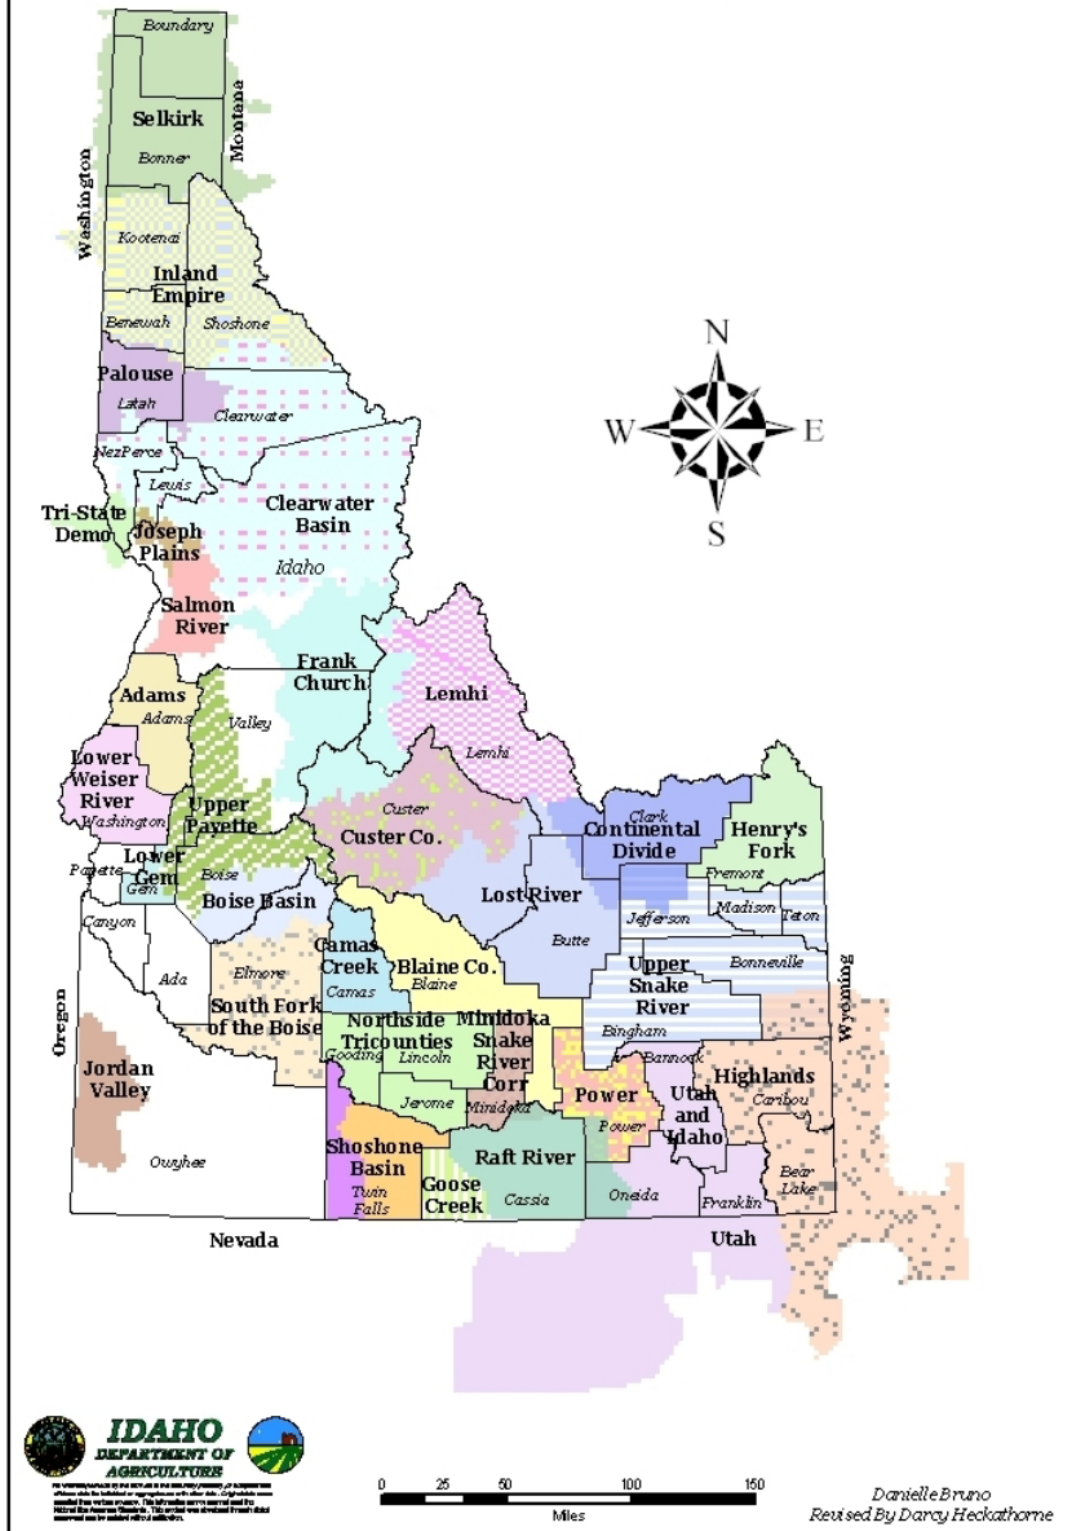 Boundary
Selkirk
Bonner
Montana
Washington
Kootenai
Inland
Empire
Benewah
Shoshone
Palouse
Latah
Clearwater
NezPerce
Lewis
Clearwater
Basin
Tri-State
Demo
Joseph
Plains
Idaho
Salmon
River
Frank
Church
N
W
E
S
Adams
Adams
Valley
Lemhi
Lemhi
Lower
Weiser
River
Washington
Upper
Payette
Custer
Custer Co.
Clark
Continental
Divide
Henry's
Fork
Fremont
Payette
Lower
Gem
Gem
Boise
Boise Basin
Lost River
Butte
Jefferson
Madison
Teton
Canyon
Ada
Elmore
South Fork
of the Boise
Camas
Creek
Camas
Blaine Co.
Blaine
Upper
Snake
River
Bonneville
Bingham
Wyoming
Oregon
Jordan
Valley
Owyhee
Northside
Tricounties
Gooding
Lincoln
Jerome
Minidoka
Snake
River
Corr
Minidoka
Power
Power
Bannock
Utah
and
Idaho
Highlands
Caribou
Shoshone
Basin
Twin
Falls
Goose
Creek
Raft River
Cassia
Oneida
Franklin
Bear
Lake
Nevada
Utah
IDAHO
DEPARTMENT OF
AGRICULTURE
0 25 50 100 150
Miles
Danielle Bruno
Revised By Darcy Heckathorne